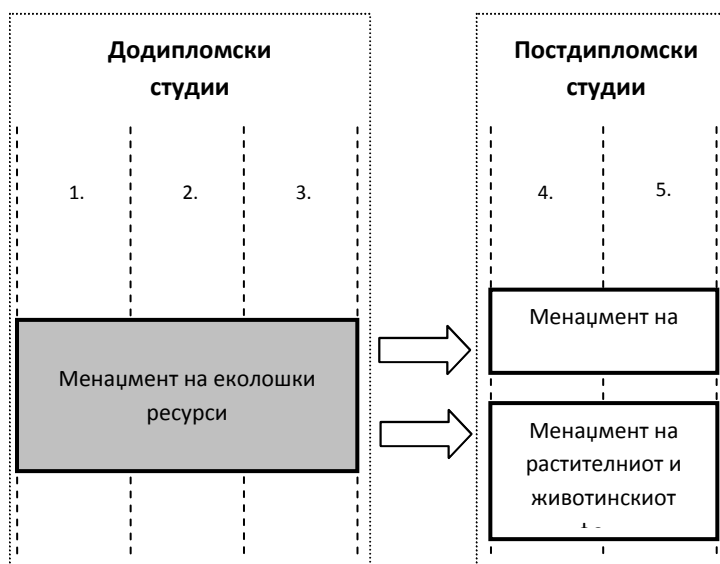 Додипломски
студии
Постдипломски
студии
1. 2. 3. 4. 5.
Менаџмент на еколошки
ресурси
Менаџмент на
Менаџмент на
растителниот и
животинскиот